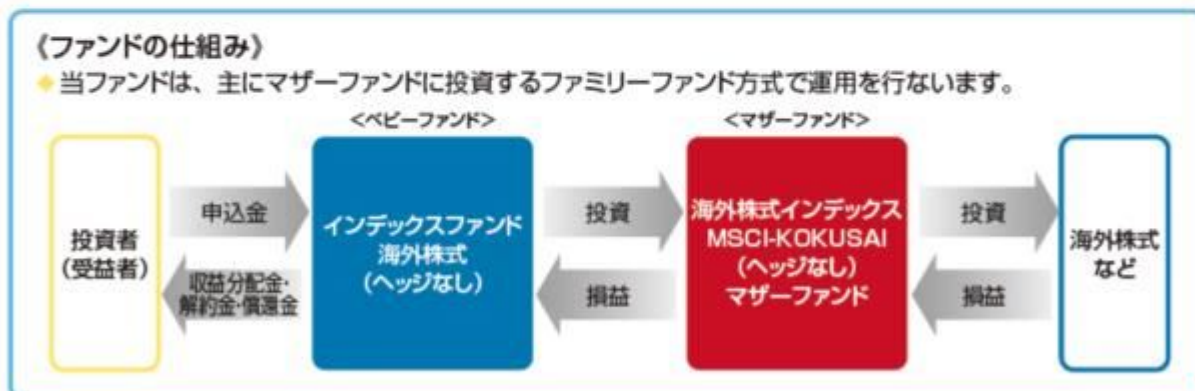 《ファンドの仕組み》
◆当ファンドは、主にマザーファンドに投資するファミリーファンド方式で運用を行ないます。
<ベビーファンド>
<マザーファンド>
投資者
(受益者)
申込金
収益分配金・
解約金・償還金
インデックスファンド
海外株式
(ヘッジなし)
投資
損益
海外株式インデックス
MSCI-KOKUSAI
(ヘッジなし)
マザーファンド
投資
損益
海外株式
など